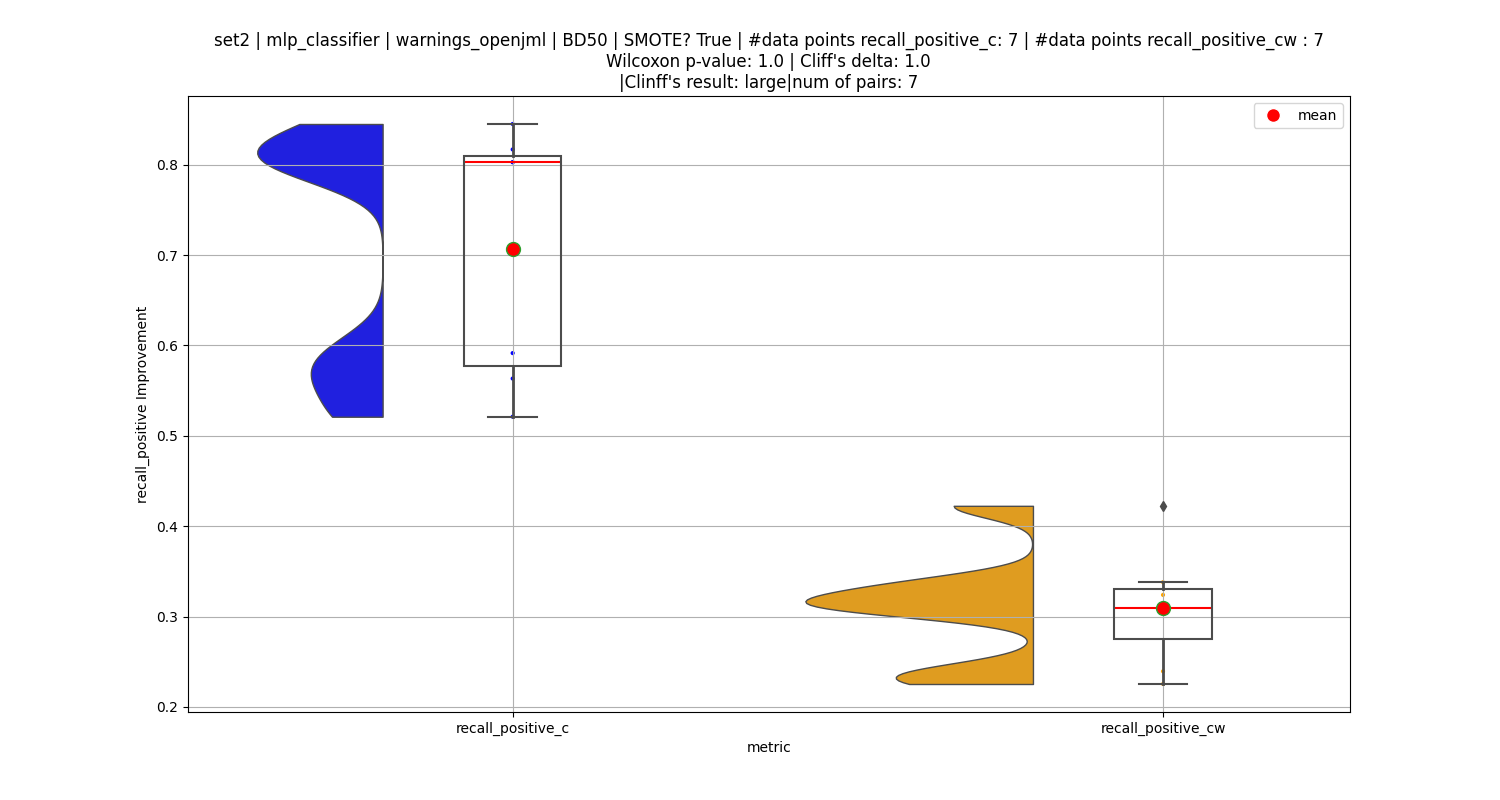 set2 | mlp_classifier | warnings_openjml | BD50 | SMOTE? True | #data points recall_positive_c: 7 | #data points recall_positive_cw : 7
Wilcoxon p-value: 1.0 | Cliff's delta: 1.0
|Clinff's result: large|num of pairs: 7
mean
0.8
0.7
0.6
0.5
0.4
0.3
0.2
recall_positive Improvement
recall_positive_c
recall_positive_cw
metric